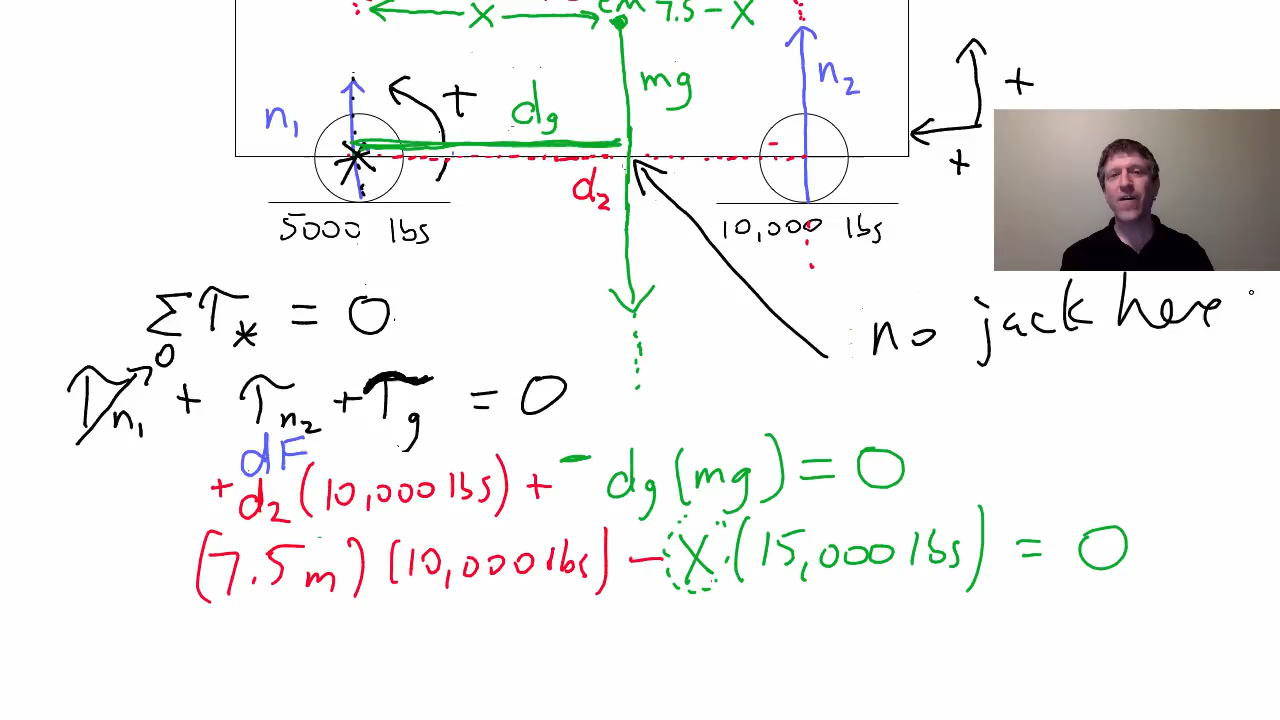 X cm 7.5 - X
mg
n₂
+
n₁
+
dg
+
d₂
5000 lbs
10,000 lbs
no jack here
Στ* = 0
τn₁ 0 + τn₂ + τg = 0
dF
+ d₂ (10,000 lbs) + - dg (mg) = 0
(7.5 m) (10,000 lbs) - X (15,000 lbs) = 0